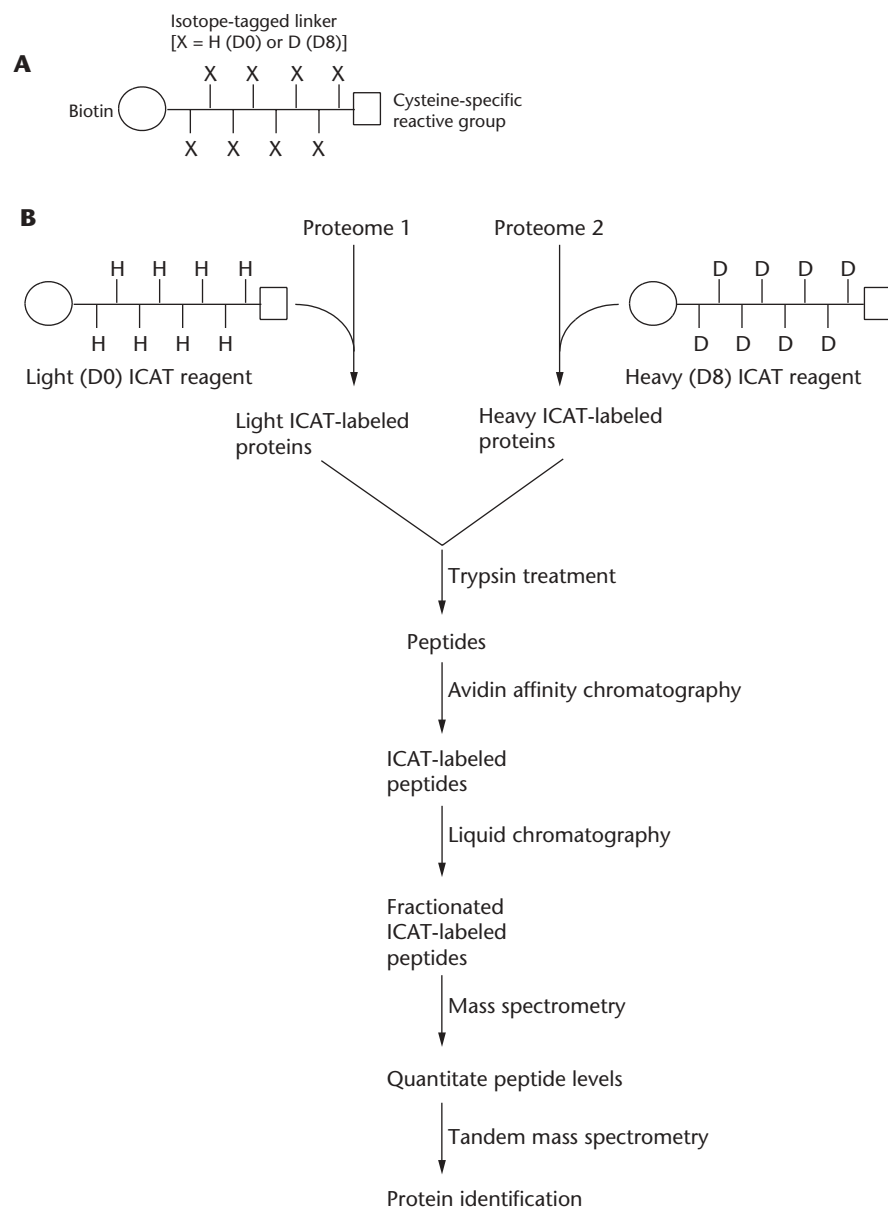 Isotope-tagged linker
[X = H (D0) or D (D8)]
A
X X X X
Biotin
Cysteine-specific
reactive group
X X X X
B
Proteome 1
Proteome 2
H H H H
D D D D
H H H H
D D D D
Light (D0) ICAT reagent
Heavy (D8) ICAT reagent
Light ICAT-labeled
proteins
Heavy ICAT-labeled
proteins
Trypsin treatment
Peptides
Avidin affinity chromatography
ICAT-labeled
peptides
Liquid chromatography
Fractionated
ICAT-labeled
peptides
Mass spectrometry
Quantitate peptide levels
Tandem mass spectrometry
Protein identification